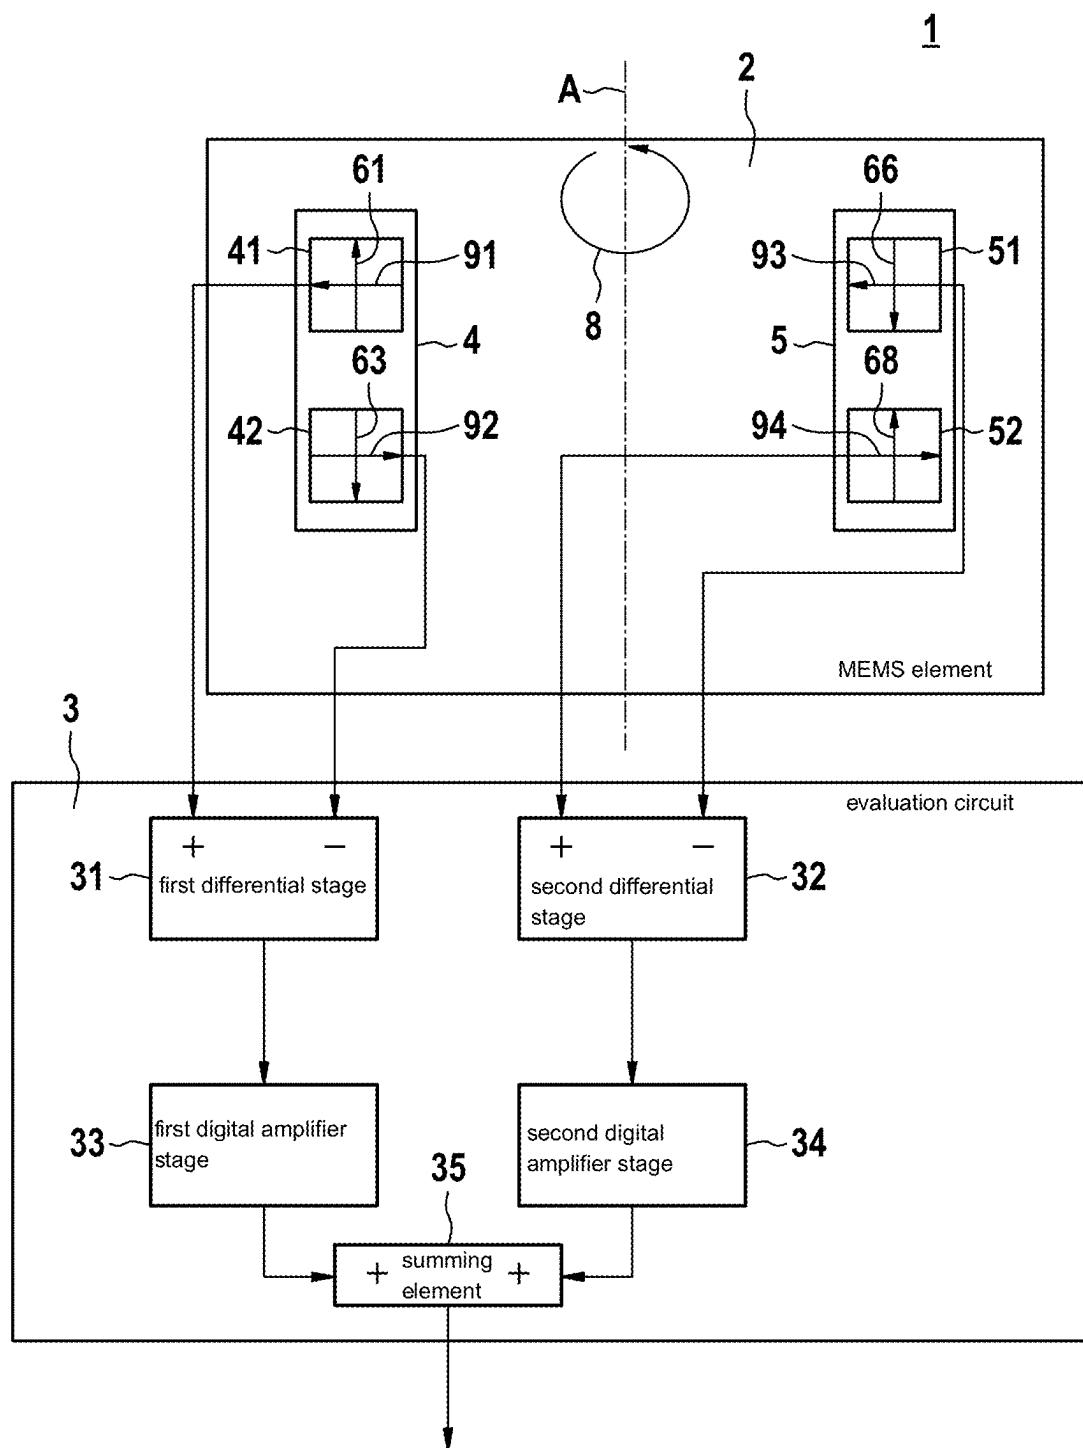 1
A
2
61
66
41
91
93
51
8
4
5
63
68
42
92
94
52
MEMS element
3
evaluation circuit
+ −
+ −
31
first differential stage
second differential
stage
32
33
first digital amplifier
stage
second digital
amplifier stage
34
35
+ summing +
element